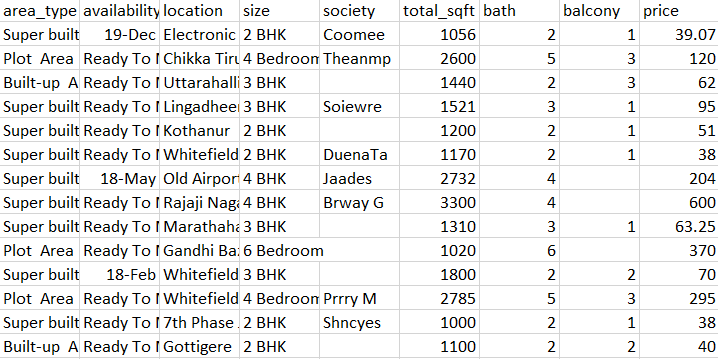 area_type availability location size society total_sqft bath balcony price
Super built 19-Dec Electronic 2 BHK Coomee 1056 2 1 39.07
Plot Area Ready To Chikka Tiru 4 Bedroom Theanmp 2600 5 3 120
Built-up A Ready To Uttarahalli 3 BHK 1440 2 3 62
Super built Ready To Lingadheer 3 BHK Soiewre 1521 3 1 95
Super built Ready To Kothanur 2 BHK 1200 2 1 51
Super built Ready To Whitefield 2 BHK DuenaTa 1170 2 1 38
Super built 18-May Old Airport 4 BHK Jaades 2732 4 204
Super built Ready To Rajaji Naga 4 BHK Brway G 3300 4 600
Super built Ready To Marathaha 3 BHK 1310 3 1 63.25
Plot Area Ready To Gandhi Baz 6 Bedroom 1020 6 370
Super built 18-Feb Whitefield 3 BHK 1800 2 2 70
Plot Area Ready To Whitefield 4 Bedroom Prrry M 2785 5 3 295
Super built Ready To 7th Phase 2 BHK Shncyes 1000 2 1 38
Built-up A Ready To Gottigere 2 BHK 1100 2 2 40